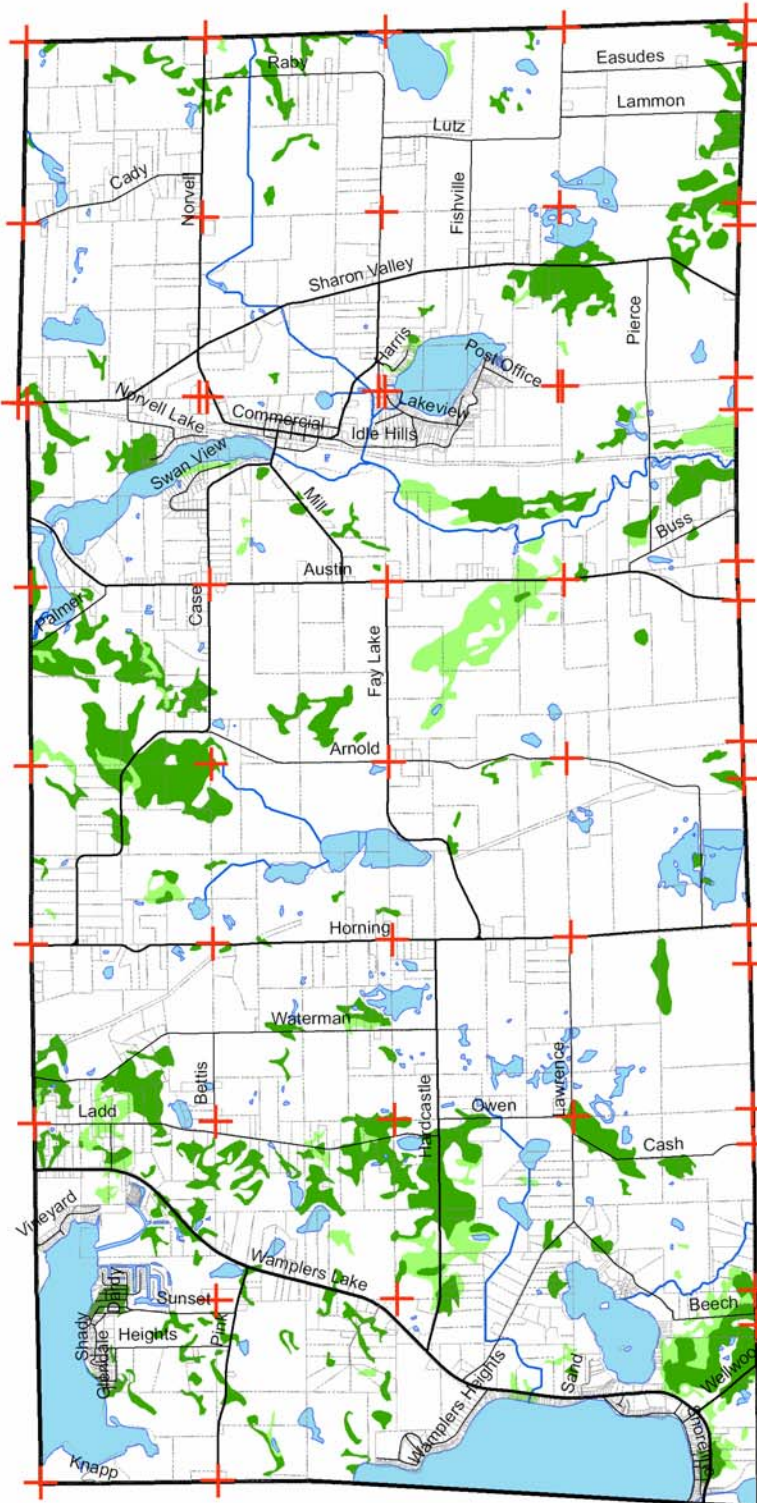 Easudes
Raby
Lammon
Lutz
Cady
Norvell
Fishville
Sharon Valley
Pierce
Harris
Post Office
Lakeview
Norvell Lake
Commercial
Idle Hills
Swan View
Mill
Buss
Austin
Palmer
Case
Fay Lake
Arnold
Horning
Waterman
Bettis
Lawrence
Hardcastle
Owen
Ladd
Cash
Vineyard
Wamplers Lake
Sunset
Beech
Shady
Heights
Glendale
Pink
Wamplers Heights
Sand
Knapp